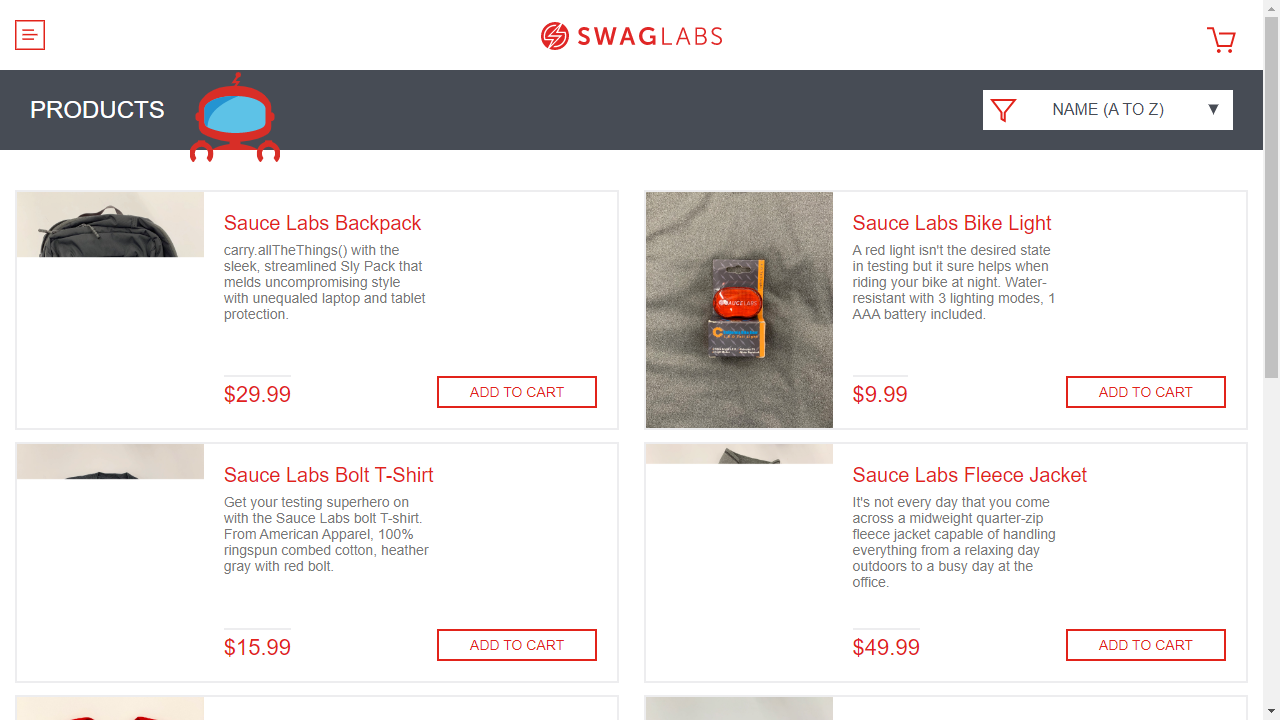 SWAGLABS
PRODUCTS
NAME (A TO Z) ▼
Sauce Labs Backpack
carry.allTheThings() with the
sleek, streamlined Sly Pack that
melds uncompromising style
with unequaled laptop and tablet
protection.
$29.99
ADD TO CART
SAUCELABS
Sauce Labs Bike Light
A red light isn't the desired state
in testing but it sure helps when
riding your bike at night. Water-
resistant with 3 lighting modes, 1
AAA battery included.
$9.99
ADD TO CART
Sauce Labs Bolt T-Shirt
Get your testing superhero on
with the Sauce Labs bolt T-shirt.
From American Apparel, 100%
ringspun combed cotton, heather
gray with red bolt.
$15.99
ADD TO CART
Sauce Labs Fleece Jacket
It's not every day that you come
across a midweight quarter-zip
fleece jacket capable of handling
everything from a relaxing day
outdoors to a busy day at the
office.
$49.99
ADD TO CART